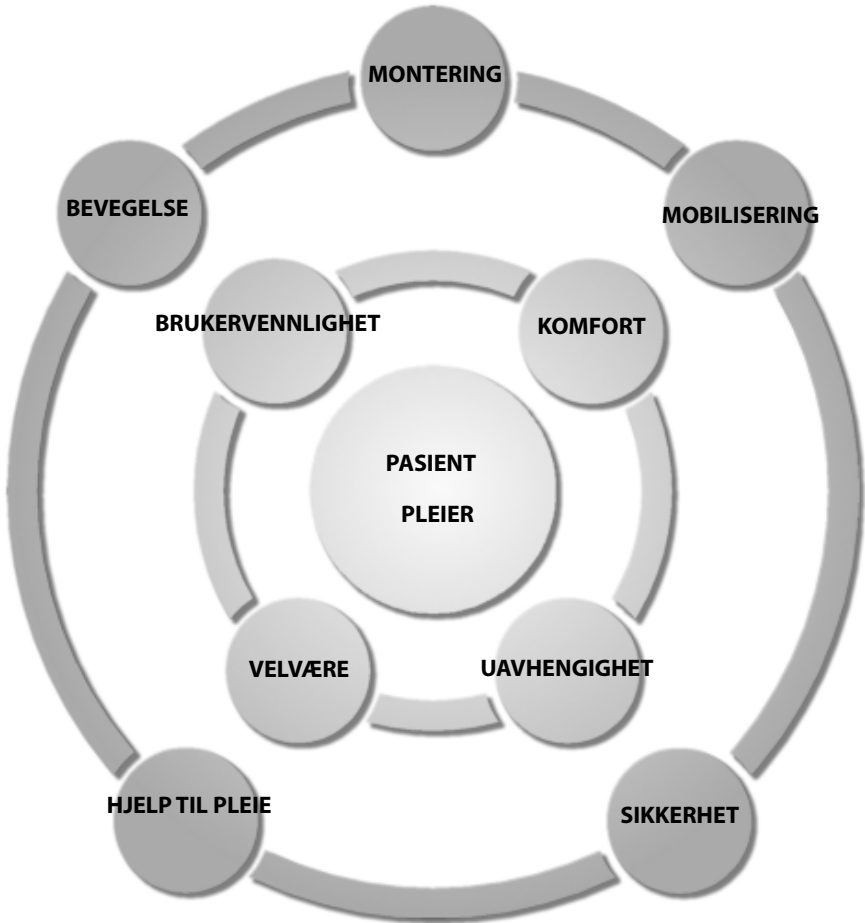 MONTERING
BEVEGELSE
MOBILISERING
BRUKERVENNLIGHET
KOMFORT
PASIENT
PLEIER
VELVÆRE
UAVHENGIGHET
HJELP TIL PLEIE
SIKKERHET